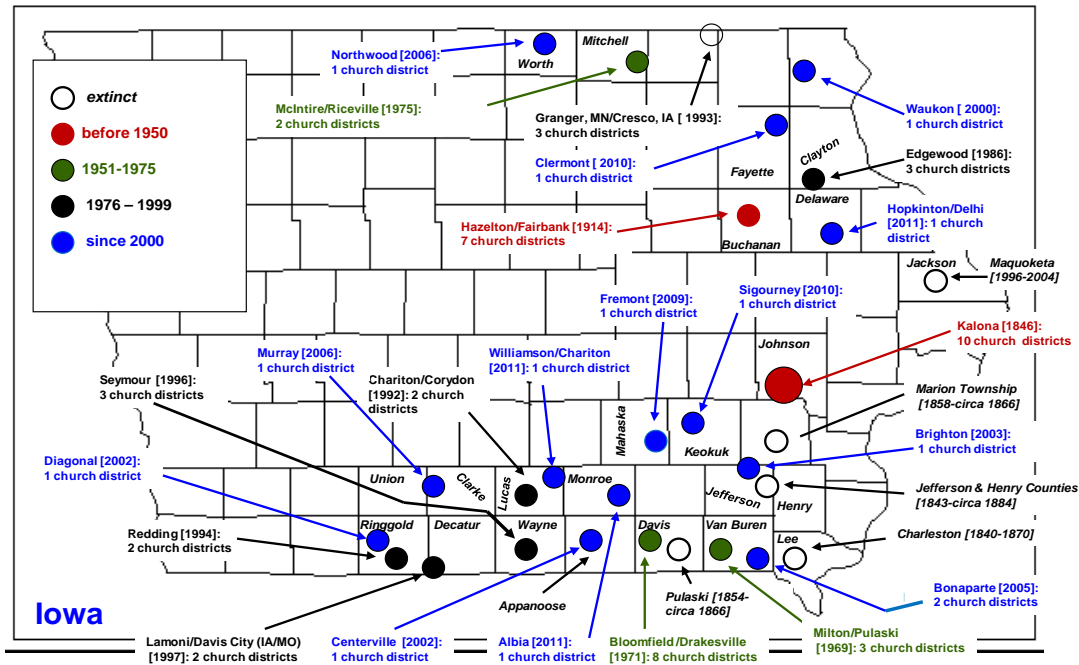 Northwood [2006]:
1 church district
Worth
Mitchell
extinct
before 1950
1951-1975
1976 – 1999
since 2000
McIntire/Riceville [1975]:
2 church districts
Granger, MN/Cresco, IA [ 1993]:
3 church districts
Waukon [ 2000]:
1 church district
Clermont [ 2010]:
1 church district
Clayton
Edgewood [1986]:
3 church districts
Fayette
Delaware
Hazelton/Fairbank [1914]:
7 church districts
Buchanan
Hopkinton/Delhi
[2011]: 1 church
district
Jackson
Maquoketa
[1996-2004]
Fremont [2009]:
1 church district
Sigourney [2010]:
1 church district
Johnson
Kalona [1846]:
10 church districts
Murray [2006]:
1 church district
Williamson/Chariton
[2011]: 1 church
district
Seymour [1996]:
3 church districts
Chariton/Corydon
[1992]: 2 church
districts
Marion Township
[1858-circa 1866]
Mahaska
Keokuk
Brighton [2003]:
1 church district
Diagonal [2002]:
1 church district
Union
Clarke
Lucas
Monroe
Jefferson
Henry
Jefferson & Henry Counties
[1843-circa 1884]
Redding [1994]:
2 church districts
Ringgold
Decatur
Wayne
Davis
Van Buren
Lee
Charleston [1840-1870]
Appanoose
Pulaski [1854-
circa 1866]
Bonaparte [2005]:
2 church districts
Iowa
Lamoni/Davis City (IA/MO)
[1997]: 2 church districts
Centerville [2002]:
1 church district
Albia [2011]:
1 church district
Bloomfield/Drakesville
[1971]: 8 church districts
Milton/Pulaski
[1969]: 3 church districts